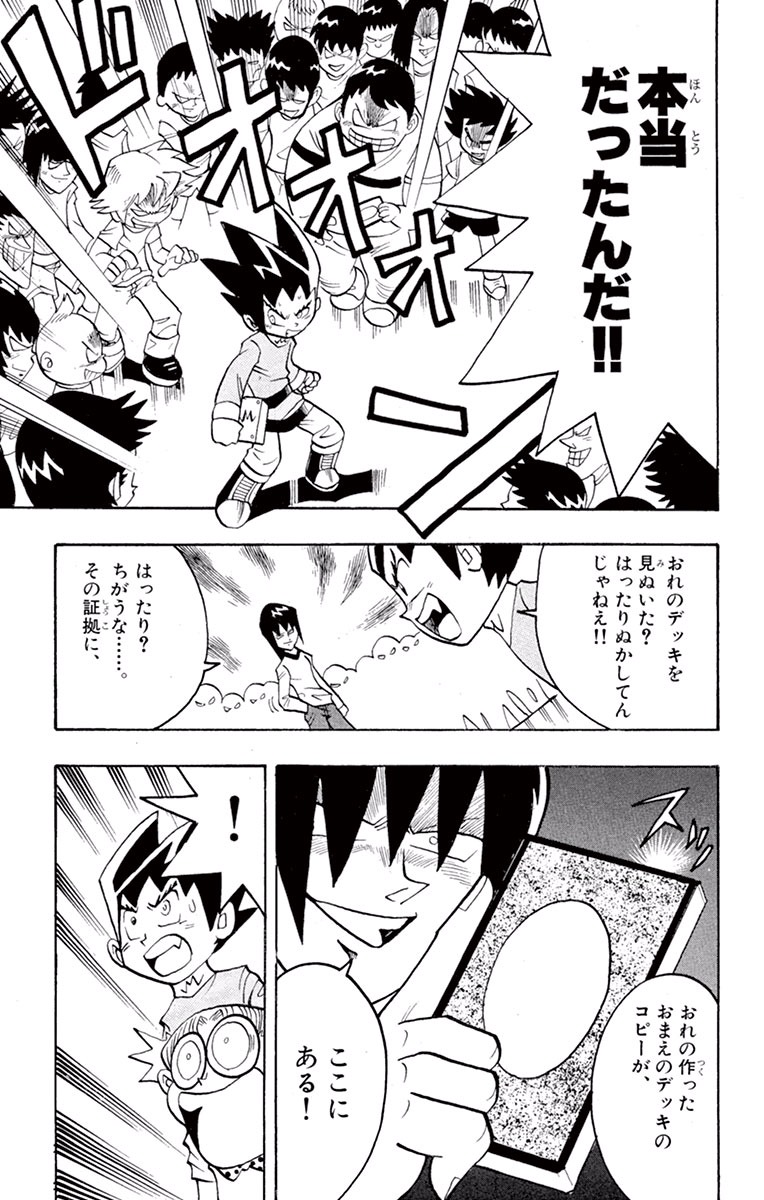 本当
だったんだ!!
ドドオオオーン
おれのデッキを
見ぬいた?
はったりぬかしてん
じゃねえ!!
はったり?
ちがうな……。
その証拠に、
スッ
おれの作った
おまえのデッキの
コピーが、
ここに
ある!
!